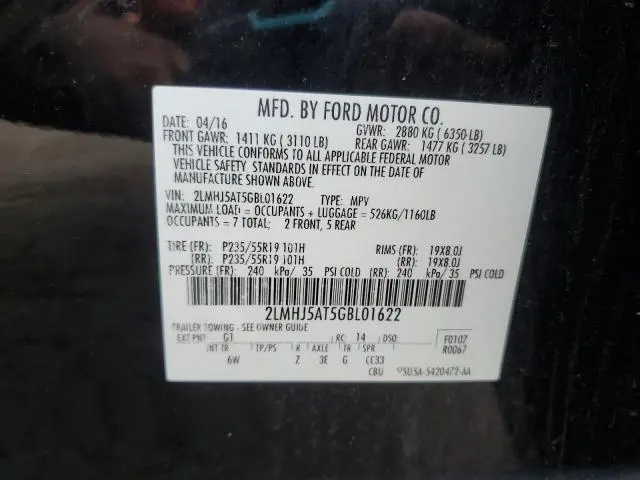 MFD. BY FORD MOTOR CO.
DATE: 04/16 GVWR: 2880 KG ( 6350 LB)
FRONT GAWR: 1411 KG ( 3110 LB) REAR GAWR: 1477 KG ( 3257 LB)
THIS VEHICLE CONFORMS TO ALL APPLICABLE FEDERAL MOTOR
VEHICLE SAFETY STANDARDS IN EFFECT ON THE DATE OF
MANUFACTURE SHOWN ABOVE.
VIN: 2LMHJ5AT5GBL01622 TYPE: MPV
MAXIMUM LOAD = OCCUPANTS + LUGGAGE = 526KG/1160LB
OCCUPANTS = 7 TOTAL; 2 FRONT, 5 REAR
TIRE (FR): P235/55R19 101H RIMS (FR): 19X8.0J
(RR): P235/55R19 101H (RR): 19X8.0J
PRESSURE (FR): 240 kPa/ 35 PSI COLD (RR): 240 kPa/ 35 PSI COLD
2LMHJ5AT5GBL01622
TRAILER TOWING - SEE OWNER GUIDE
EXT PNT: G1 RC: 14 DSO: F0107
INT TR TP/PS R AXLE TR SPR R0067
6W Z 3E G CC33
CBU 5U5A-5420472-AA